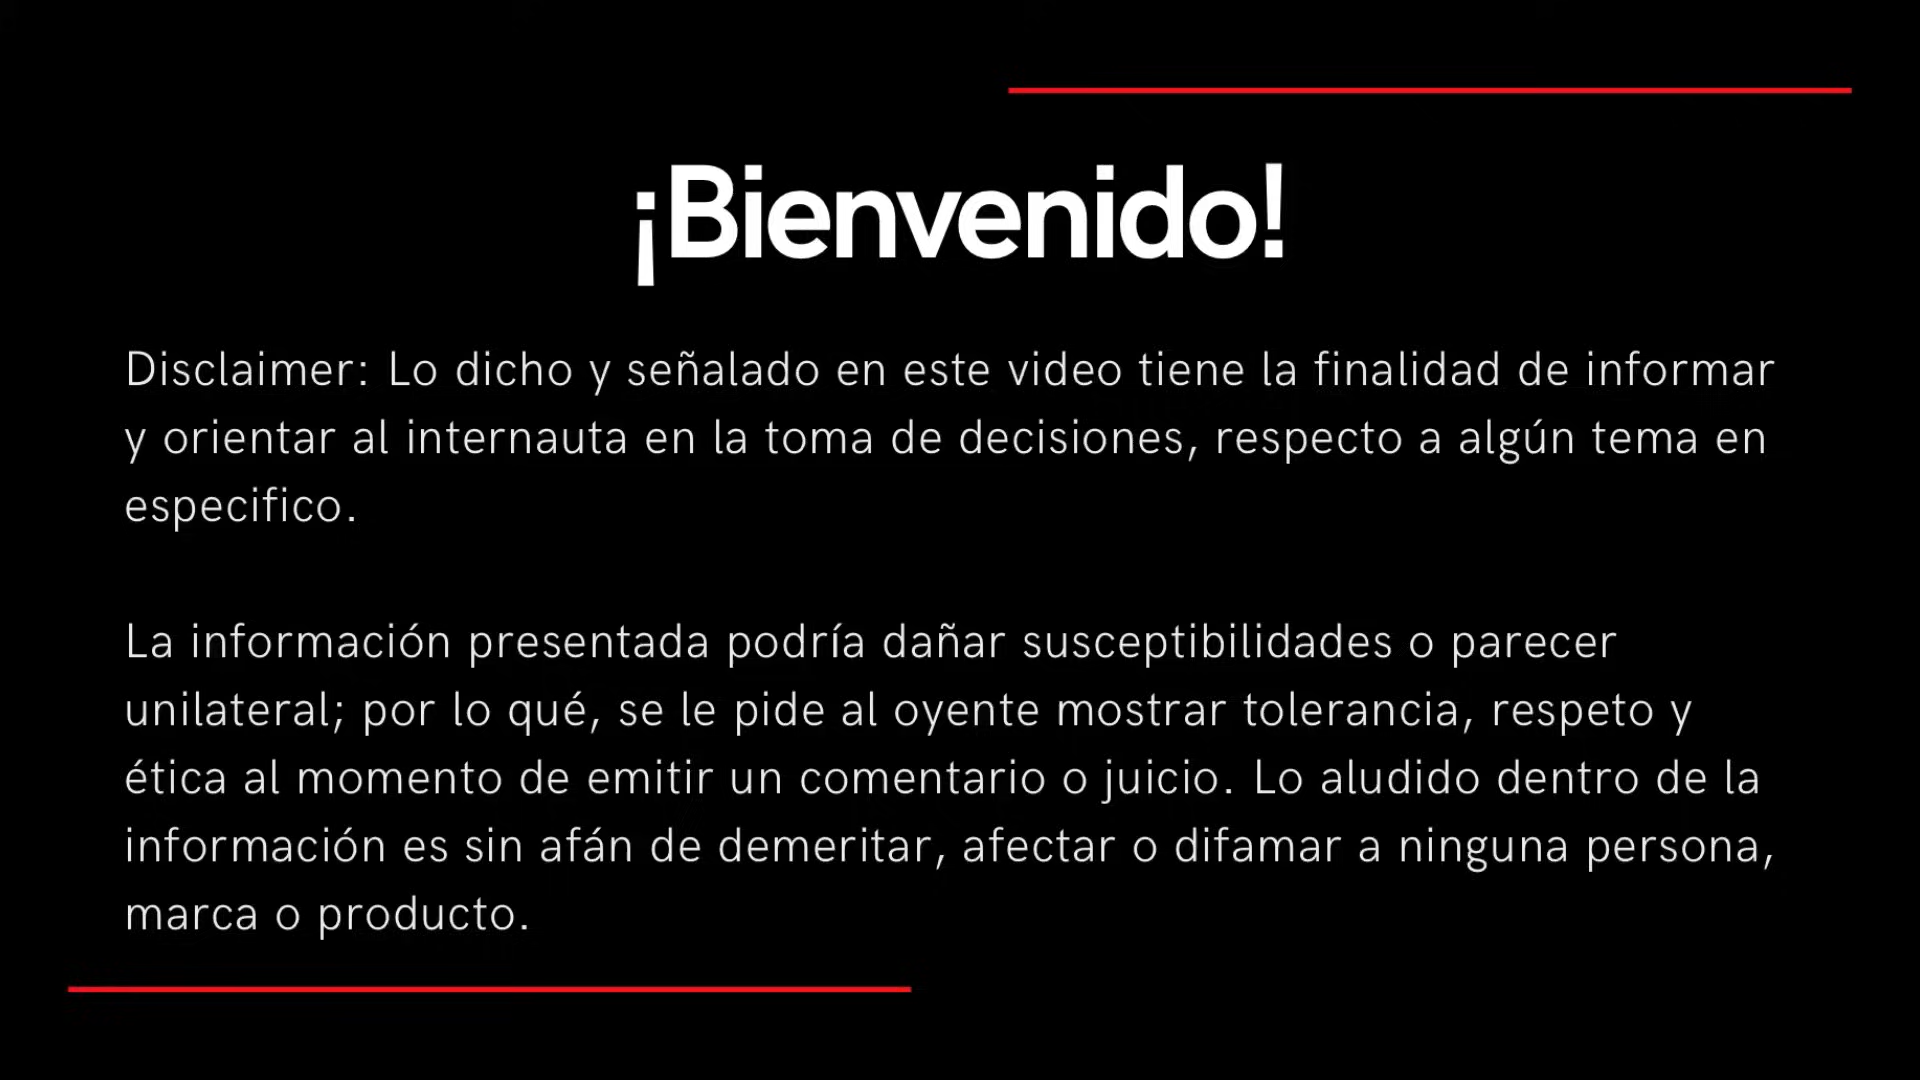 ¡Bienvenido!
Disclaimer: Lo dicho y señalado en este video tiene la finalidad de informar
y orientar al internauta en la toma de decisiones, respecto a algún tema en
especifico.
La información presentada podría dañar susceptibilidades o parecer
unilateral; por lo qué, se le pide al oyente mostrar tolerancia, respeto y
ética al momento de emitir un comentario o juicio. Lo aludido dentro de la
información es sin afán de demeritar, afectar o difamar a ninguna persona,
marca o producto.